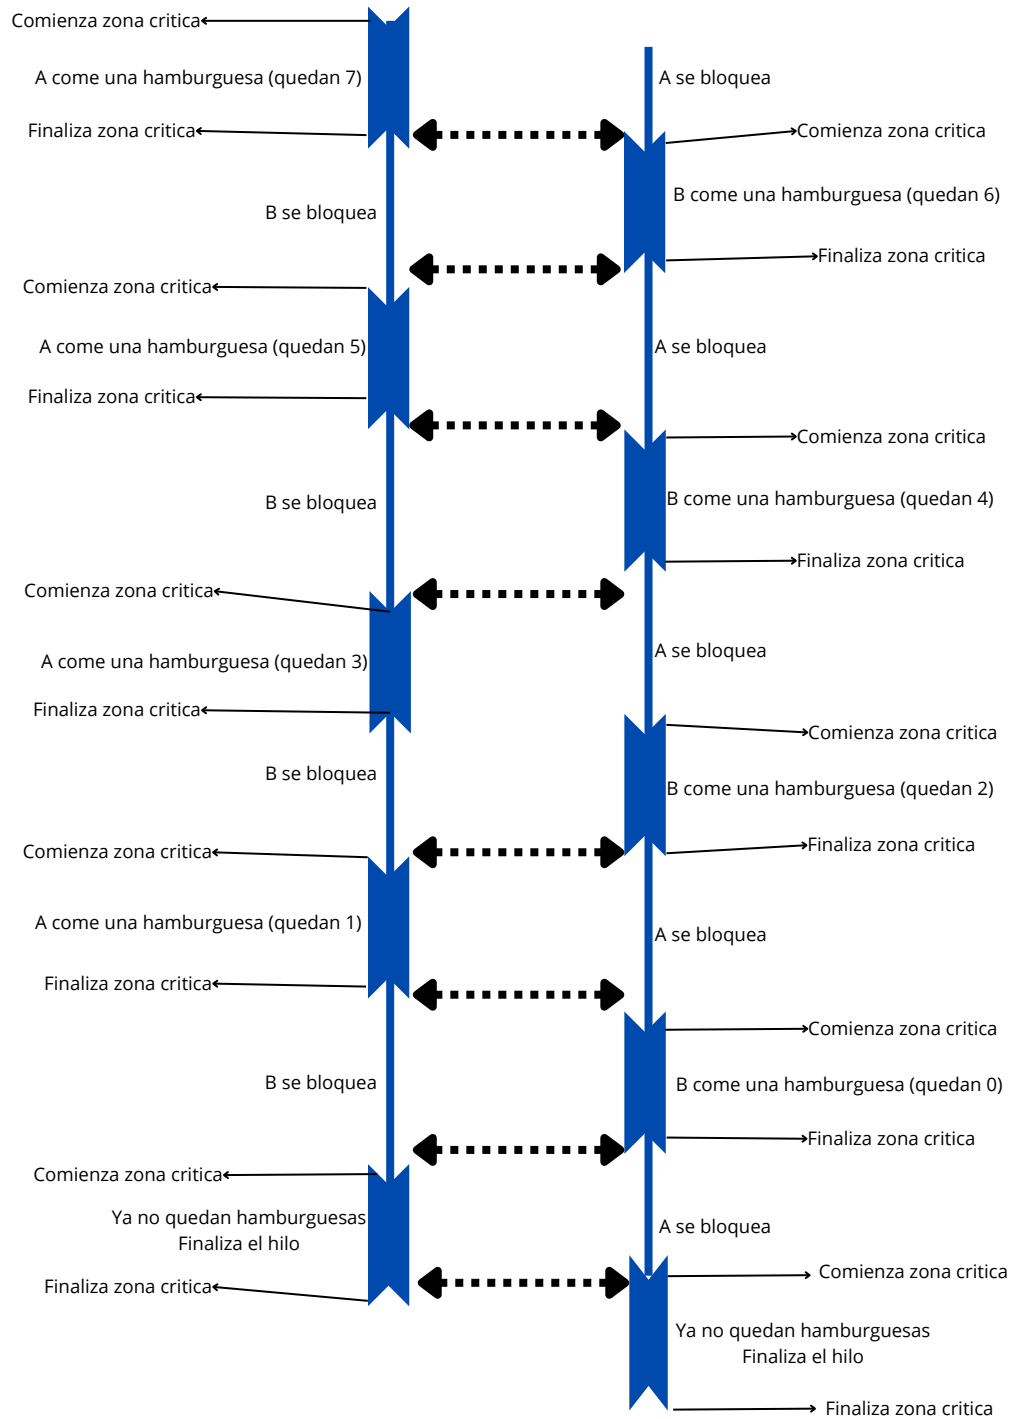 Comienza zona critica
A come una hamburguesa (quedan 7)
A se bloquea
Finaliza zona critica
Comienza zona critica
B come una hamburguesa (quedan 6)
B se bloquea
Finaliza zona critica
Comienza zona critica
A come una hamburguesa (quedan 5)
A se bloquea
Finaliza zona critica
Comienza zona critica
B come una hamburguesa (quedan 4)
B se bloquea
Finaliza zona critica
Comienza zona critica
A come una hamburguesa (quedan 3)
A se bloquea
Finaliza zona critica
Comienza zona critica
B se bloquea
B come una hamburguesa (quedan 2)
Finaliza zona critica
Comienza zona critica
A come una hamburguesa (quedan 1)
A se bloquea
Finaliza zona critica
Comienza zona critica
B se bloquea
B come una hamburguesa (quedan 0)
Finaliza zona critica
Comienza zona critica
Ya no quedan hamburguesas
Finaliza el hilo
A se bloquea
Finaliza zona critica
Comienza zona critica
Ya no quedan hamburguesas
Finaliza el hilo
Finaliza zona critica